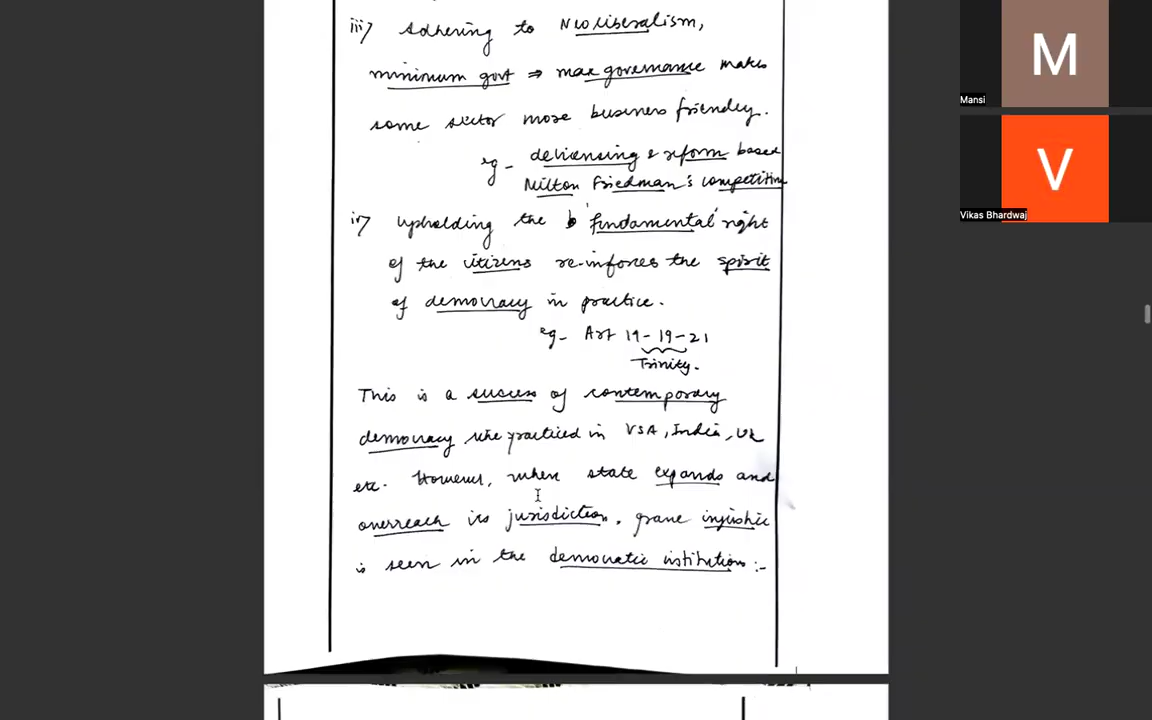 iii) Adhering to Neoliberalism,
minimum govt ⇒ max governance makes
some sector more business friendly.
eg- delicensing & reform based
Milton Friedman's competition
iv) Upholding the 'fundamental' right
of the citizens re-inforces the spirit
of democracy in practice.
eg- Art 14-19-21
Trinity.
This is a success of contemporary
democracy like practiced in USA, India, UK
etc. However, when state expands and
overreach its jurisdiction, grave injustice
is seen in the democratic institutions :-
M
Mansi
V
Vikas Bhardwaj